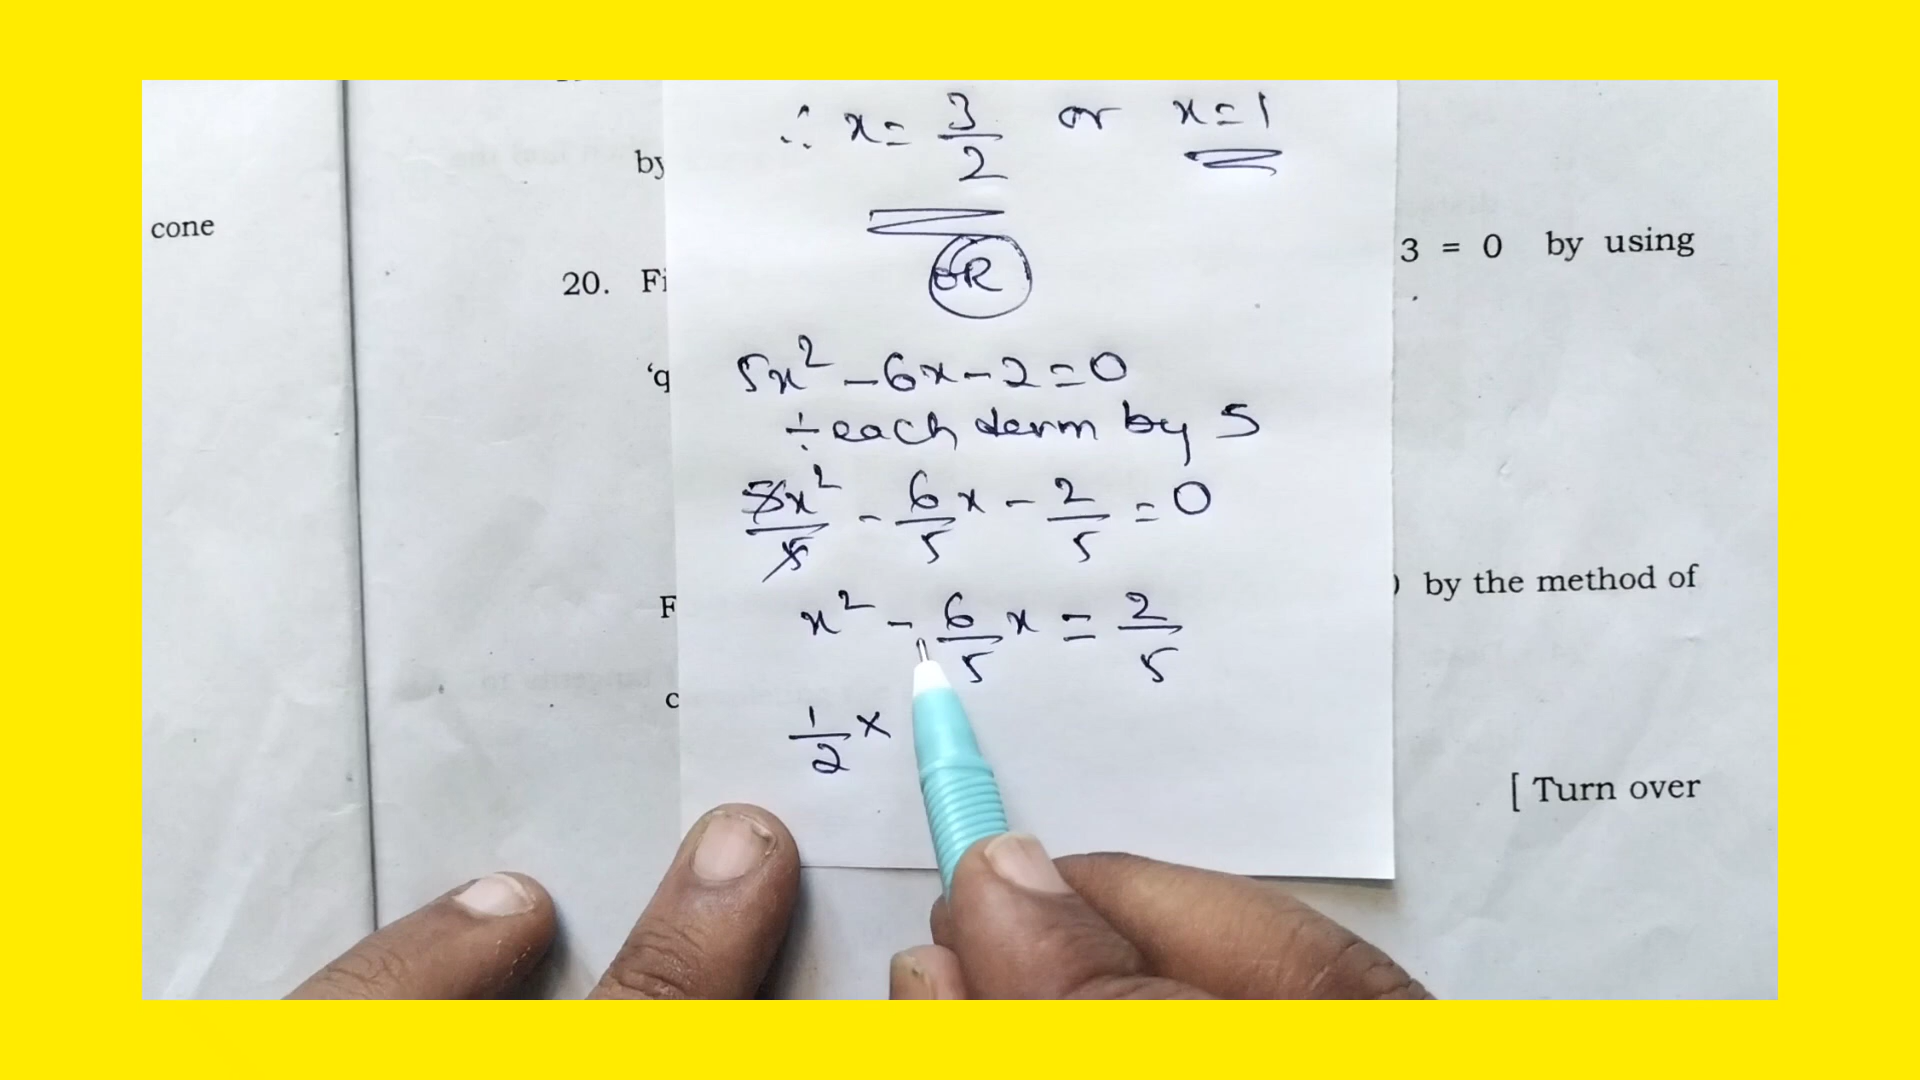 ∴ x = 3/2 or x = 1
by
cone
3 = 0 by using
20. Fi
OR
5x² - 6x - 2 = 0
'q
÷ each term by 5
5x²/5 - 6/5 x - 2/5 = 0
) by the method of
F
x² - 6/5 x = 2/5
c
1/2 ×
[ Turn over